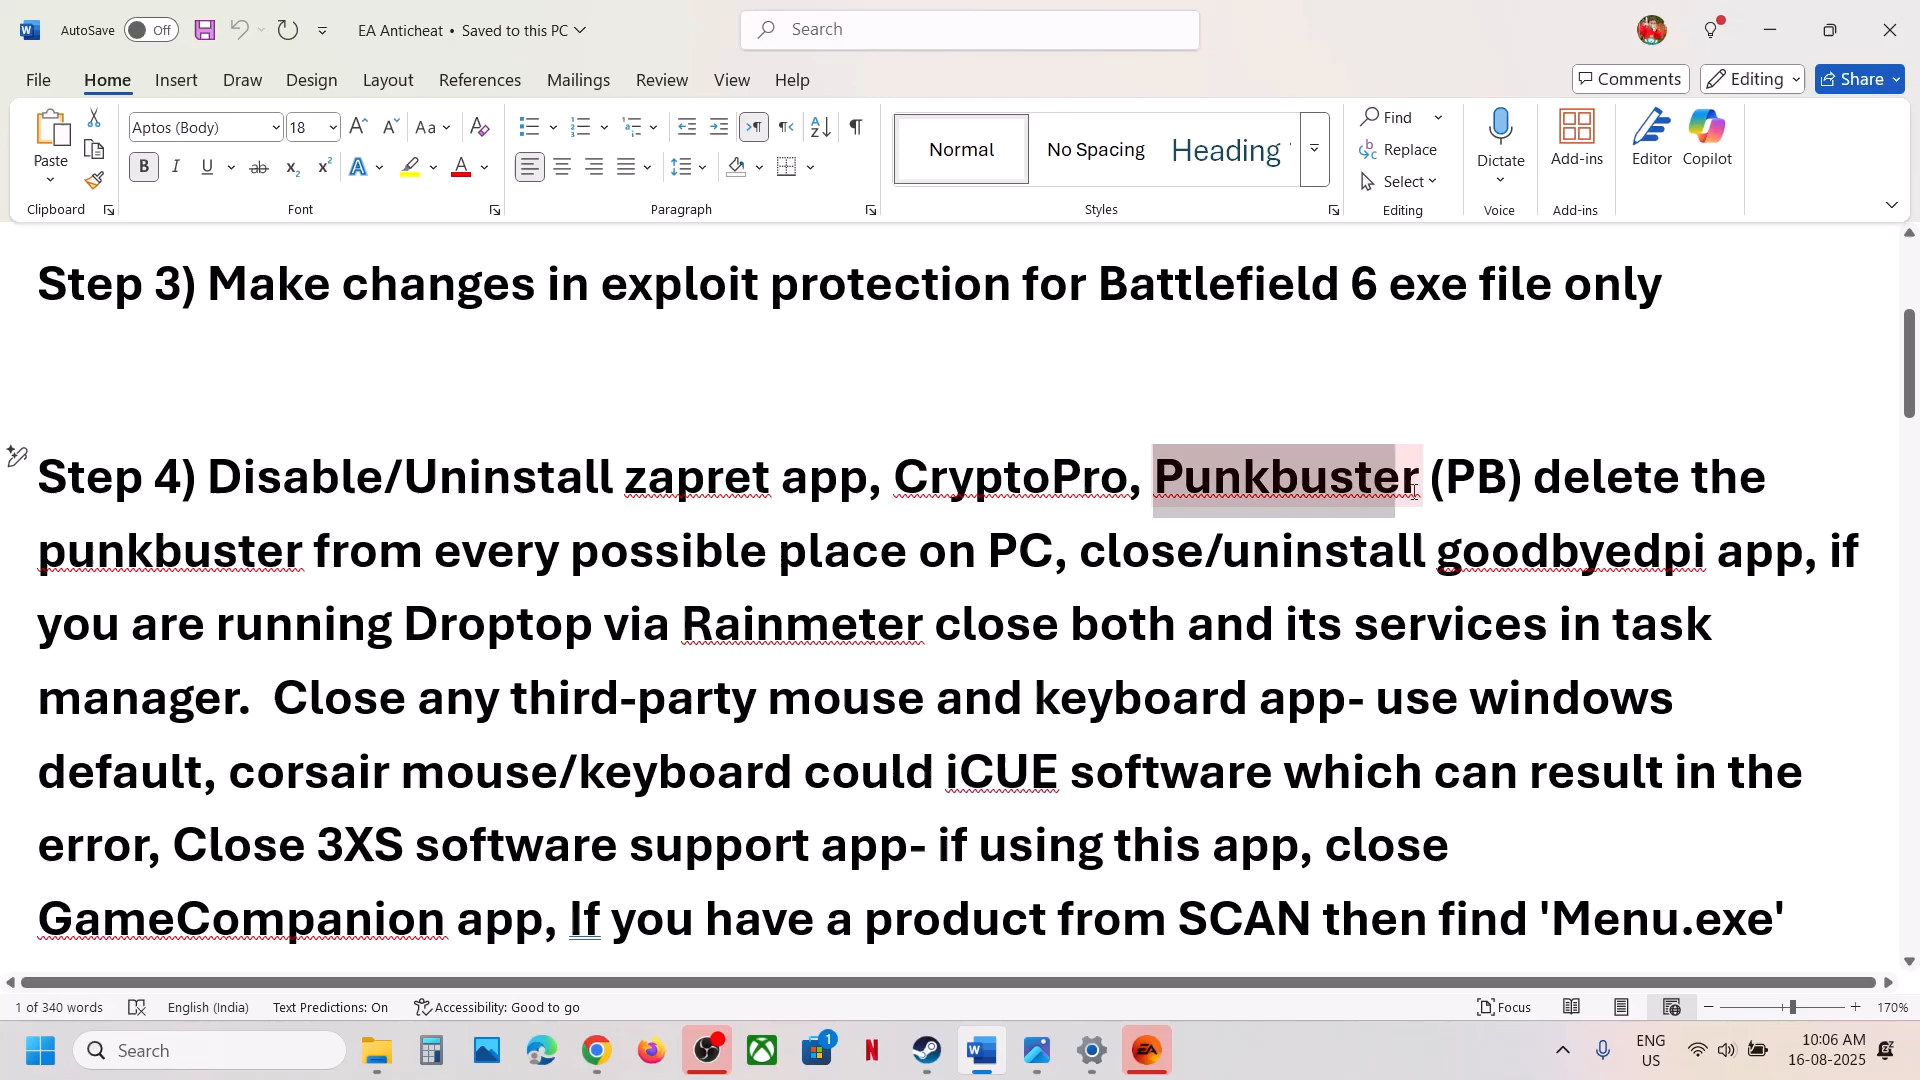 AutoSave Off EA Anticheat • Saved to this PC Search
File Home Insert Draw Design Layout References Mailings Review View Help Comments Editing Share
Paste Aptos (Body) 18 Aa Normal No Spacing Heading Find Replace Select Dictate Add-ins Editor Copilot
Clipboard Font Paragraph Styles Editing Voice Add-ins
Step 3) Make changes in exploit protection for Battlefield 6 exe file only
Step 4) Disable/Uninstall zapret app, CryptoPro, Punkbuster (PB) delete the
punkbuster from every possible place on PC, close/uninstall goodbyedpi app, if
you are running Droptop via Rainmeter close both and its services in task
manager.  Close any third-party mouse and keyboard app- use windows
default, corsair mouse/keyboard could iCUE software which can result in the
error, Close 3XS software support app- if using this app, close
GameCompanion app, If you have a product from SCAN then find 'Menu.exe'
1 of 340 words English (India) Text Predictions: On Accessibility: Good to go Focus 170%
Search ENG US 10:06 AM 16-08-2025